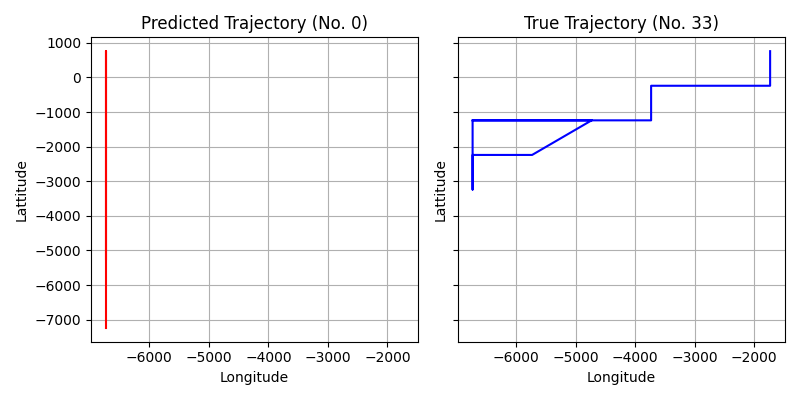 Predicted Trajectory (No. 0)
True Trajectory (No. 33)
1000
0
−1000
−2000
−3000
−4000
−5000
−6000
−7000
Lattitude
Lattitude
−6000 −5000 −4000 −3000 −2000
−6000 −5000 −4000 −3000 −2000
Longitude
Longitude